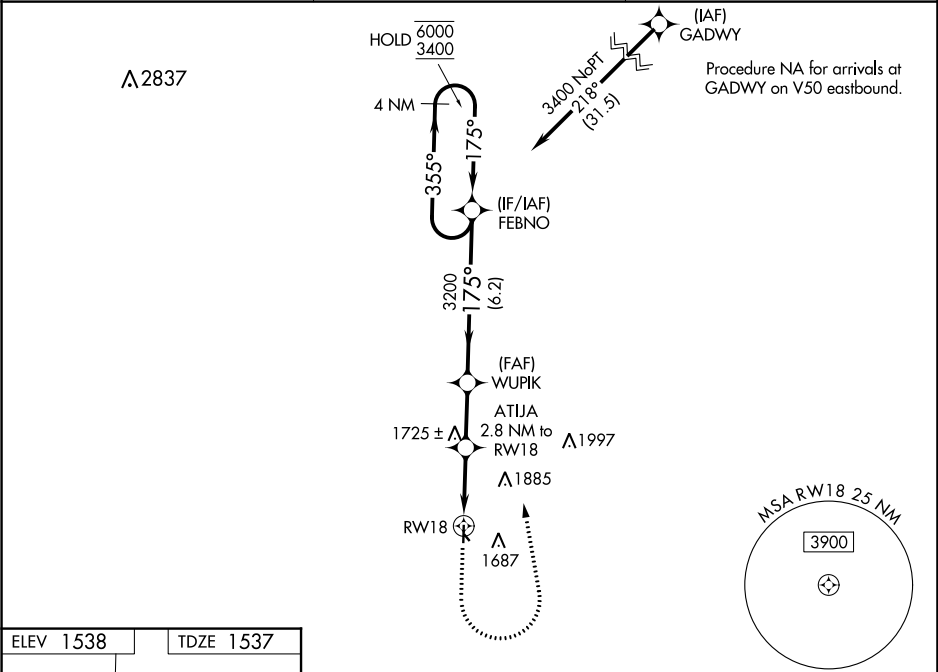 HOLD 6000
3400
(IAF)
GADWY
Procedure NA for arrivals at
GADWY on V50 eastbound.
2837
4 NM
3400 NoPT
218°
(31.5)
355°
175°
(IF/IAF)
FEBNO
3200
175°
(6.2)
(FAF)
WUPIK
ATIJA
2.8 NM to
RW18
1725 ±
1997
1885
RW18
1687
MSA RW18 25 NM
3900
ELEV 1538
TDZE 1537